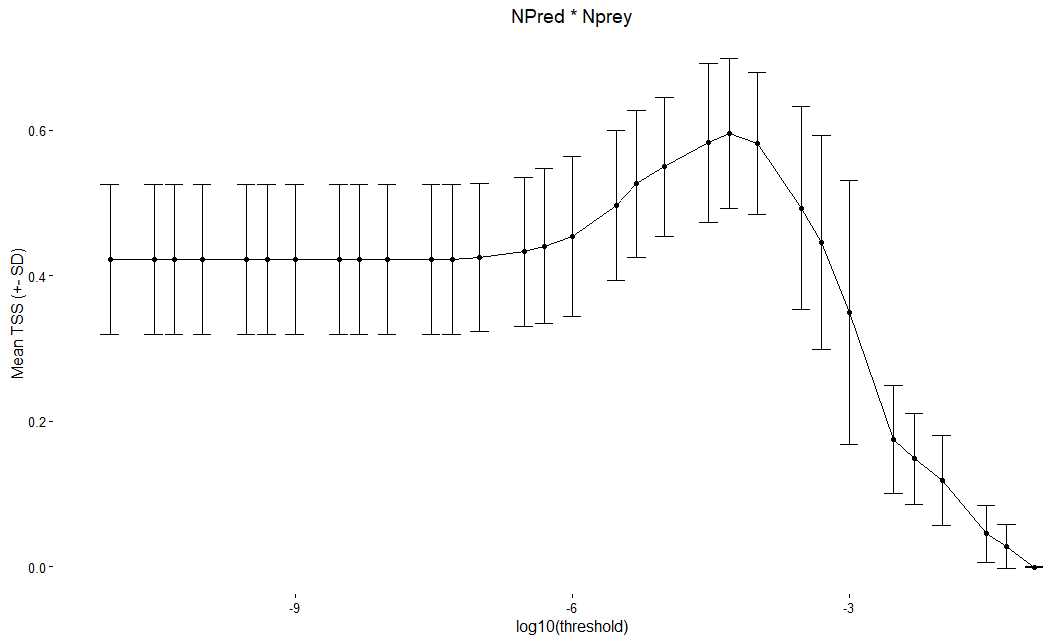 NPred * Nprey
Mean TSS (+- SD)
0.6
0.4
0.2
0.0
-9
-6
-3
log10(threshold)